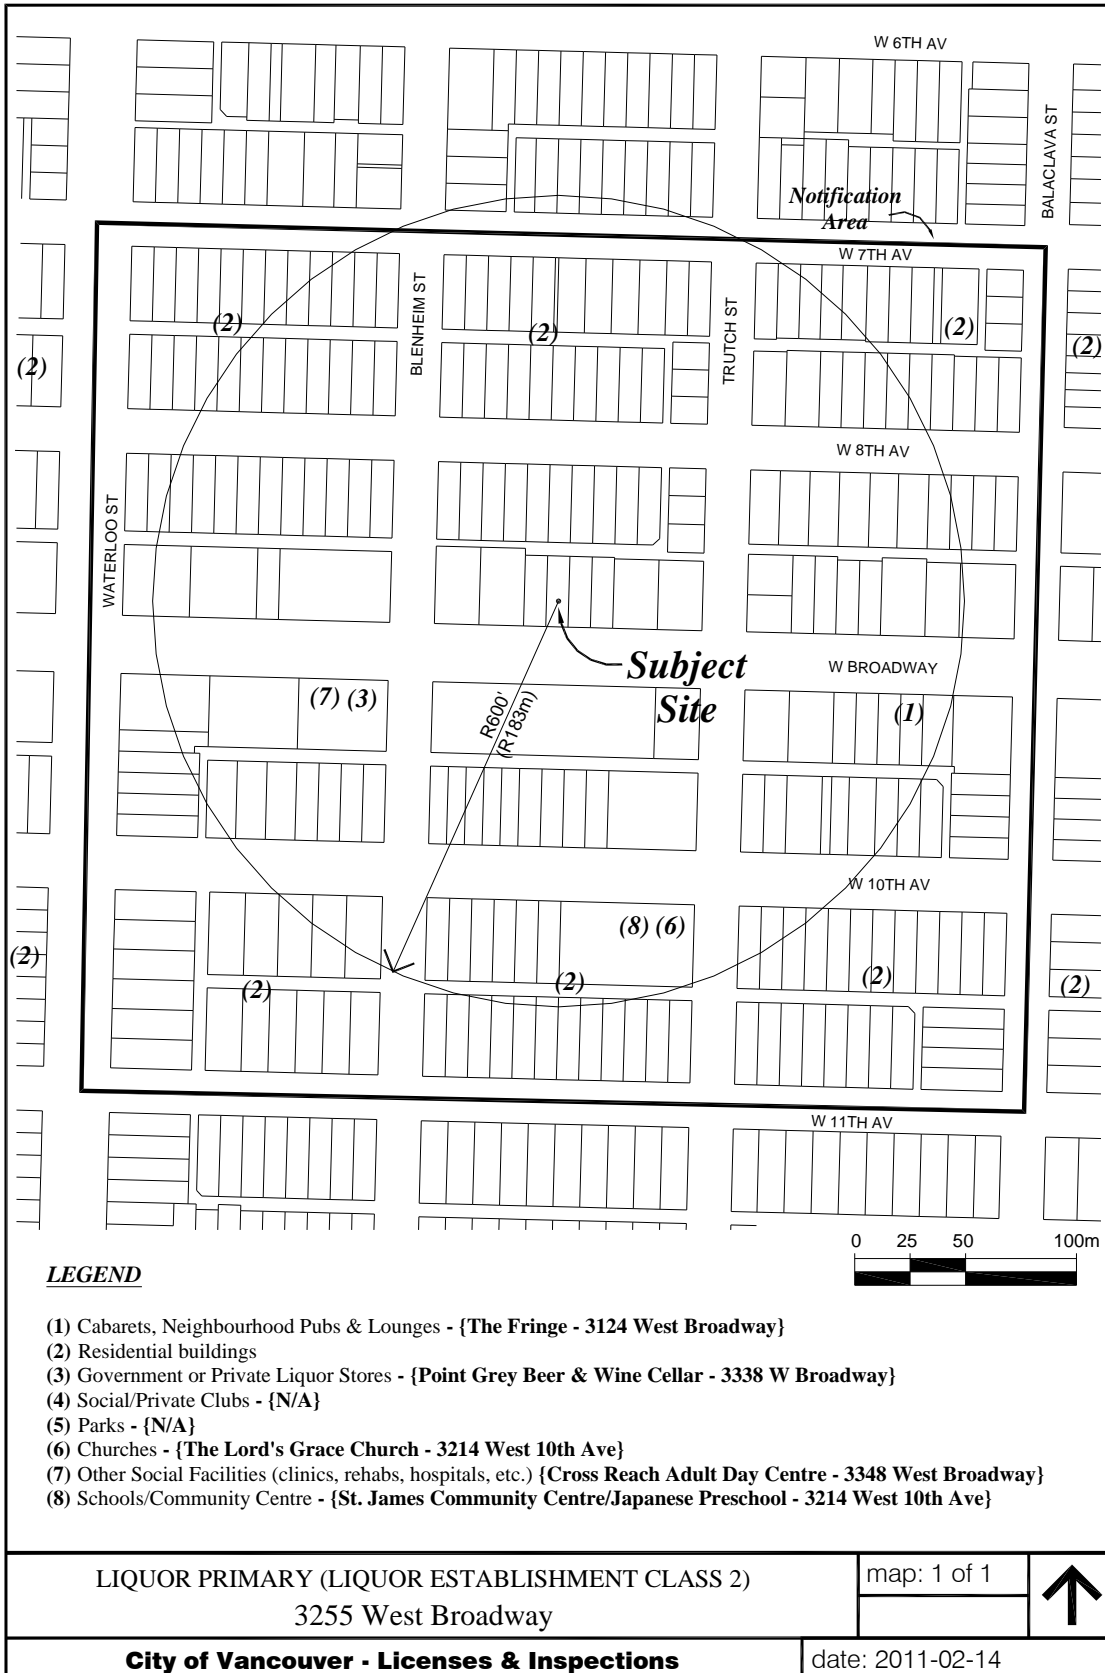 W 6TH AV
BALACLAVA ST
Notification
Area
W 7TH AV
BLENHEIM ST
TRUTCH ST
(2)
(2)
(2)
(2)
(2)
W 8TH AV
WATERLOO ST
Subject
Site
W BROADWAY
(7) (3)
R600'
(R183m)
(1)
W 10TH AV
(8) (6)
(2)
(2)
(2)
(2)
(2)
W 11TH AV
0 25 50 100m
LEGEND
(1) Cabarets, Neighbourhood Pubs & Lounges - {The Fringe - 3124 West Broadway}
(2) Residential buildings
(3) Government or Private Liquor Stores - {Point Grey Beer & Wine Cellar - 3338 W Broadway}
(4) Social/Private Clubs - {N/A}
(5) Parks - {N/A}
(6) Churches - {The Lord's Grace Church - 3214 West 10th Ave}
(7) Other Social Facilities (clinics, rehabs, hospitals, etc.) {Cross Reach Adult Day Centre - 3348 West Broadway}
(8) Schools/Community Centre - {St. James Community Centre/Japanese Preschool - 3214 West 10th Ave}
LIQUOR PRIMARY (LIQUOR ESTABLISHMENT CLASS 2)
3255 West Broadway
map: 1 of 1
City of Vancouver - Licenses & Inspections
date: 2011-02-14